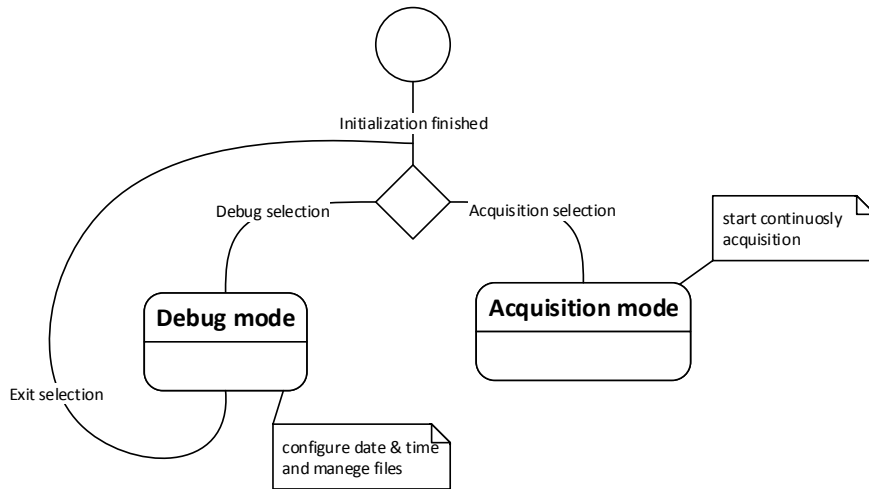 Initialization finished
Debug selection
Acquisition selection
start continuosly
acquisition
Debug mode
Acquisition mode
Exit selection
configure date & time
and manege files